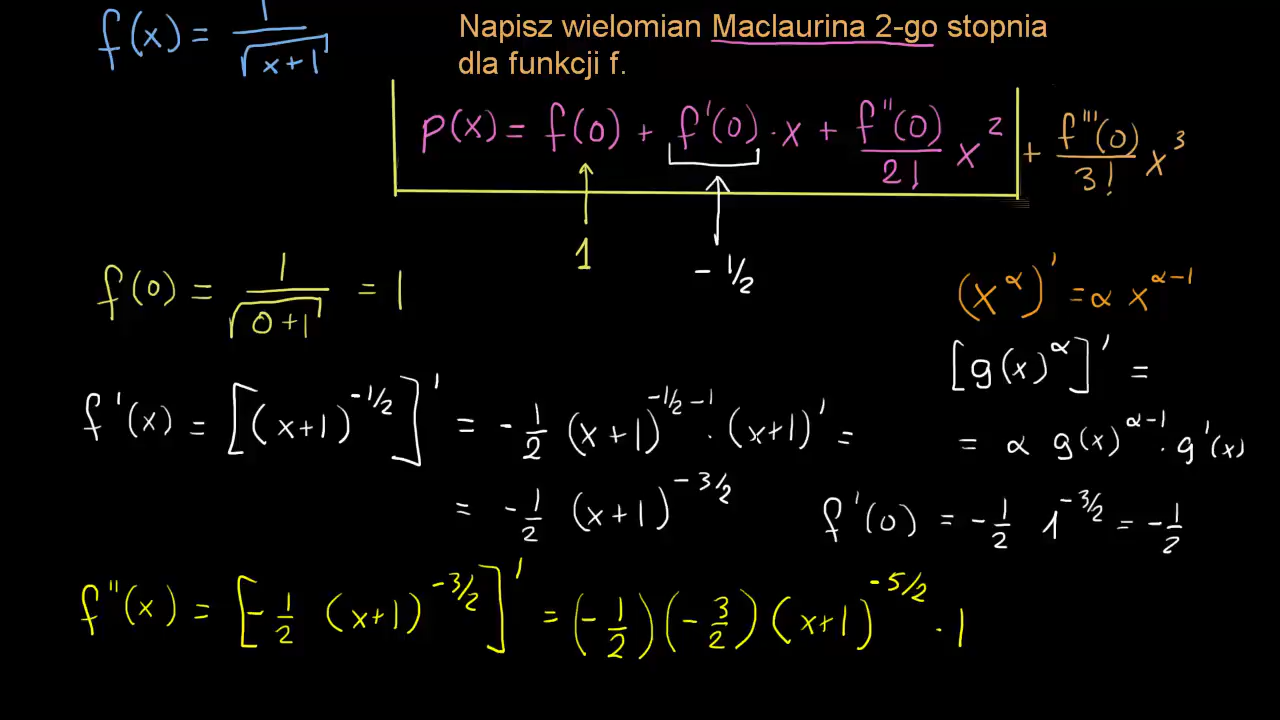 f(x) = 1/√(x+1)
Napisz wielomian Maclaurina 2-go stopnia
dla funkcji f.
p(x) = f(0) + f'(0) · x + f''(0)/2! x² + f'''(0)/3! x³
1
- 1/2
f(0) = 1/√(0+1) = 1
(x^α)' = α x^(α-1)
[g(x)^α]' =
= α g(x)^(α-1) · g'(x)
f'(x) = [(x+1)^(-1/2)]' = -1/2 (x+1)^(-1/2 -1) · (x+1)' =
= -1/2 (x+1)^(-3/2)
f'(0) = -1/2 1^(-3/2) = -1/2
f''(x) = [-1/2 (x+1)^(-3/2)]' = (-1/2)(-3/2)(x+1)^(-5/2) · 1